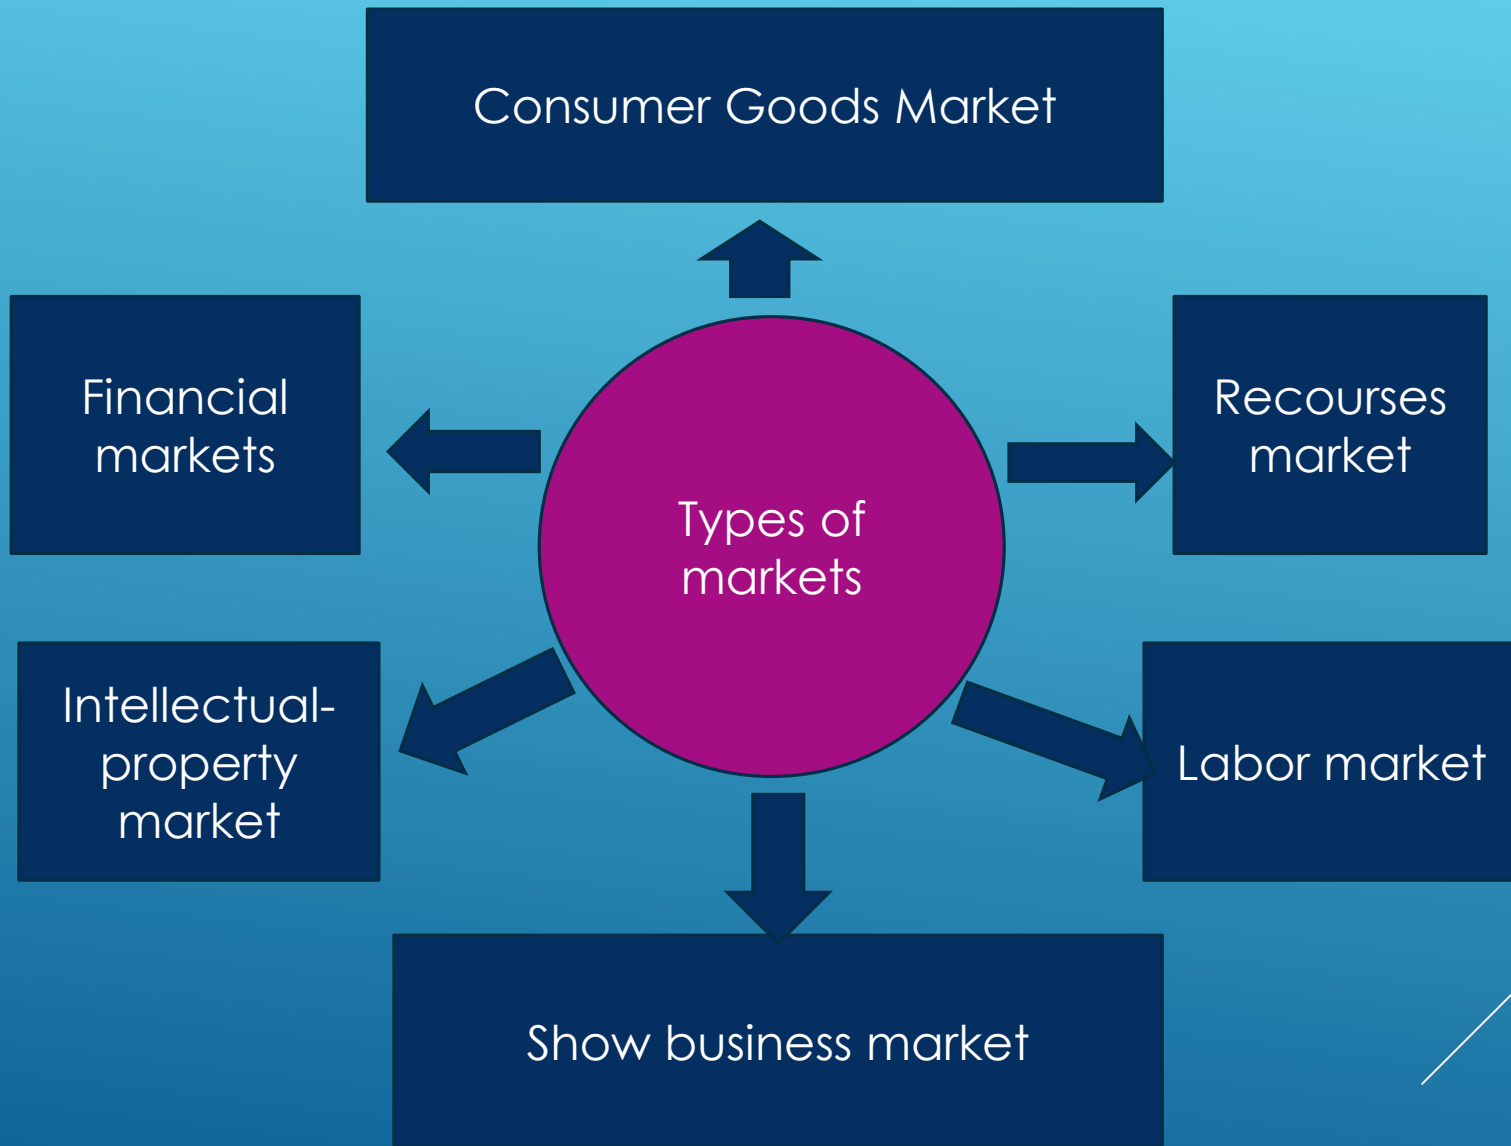 Consumer Goods Market
Financial
markets
Recourses
market
Types of
markets
Intellectual-
property
market
Labor market
Show business market